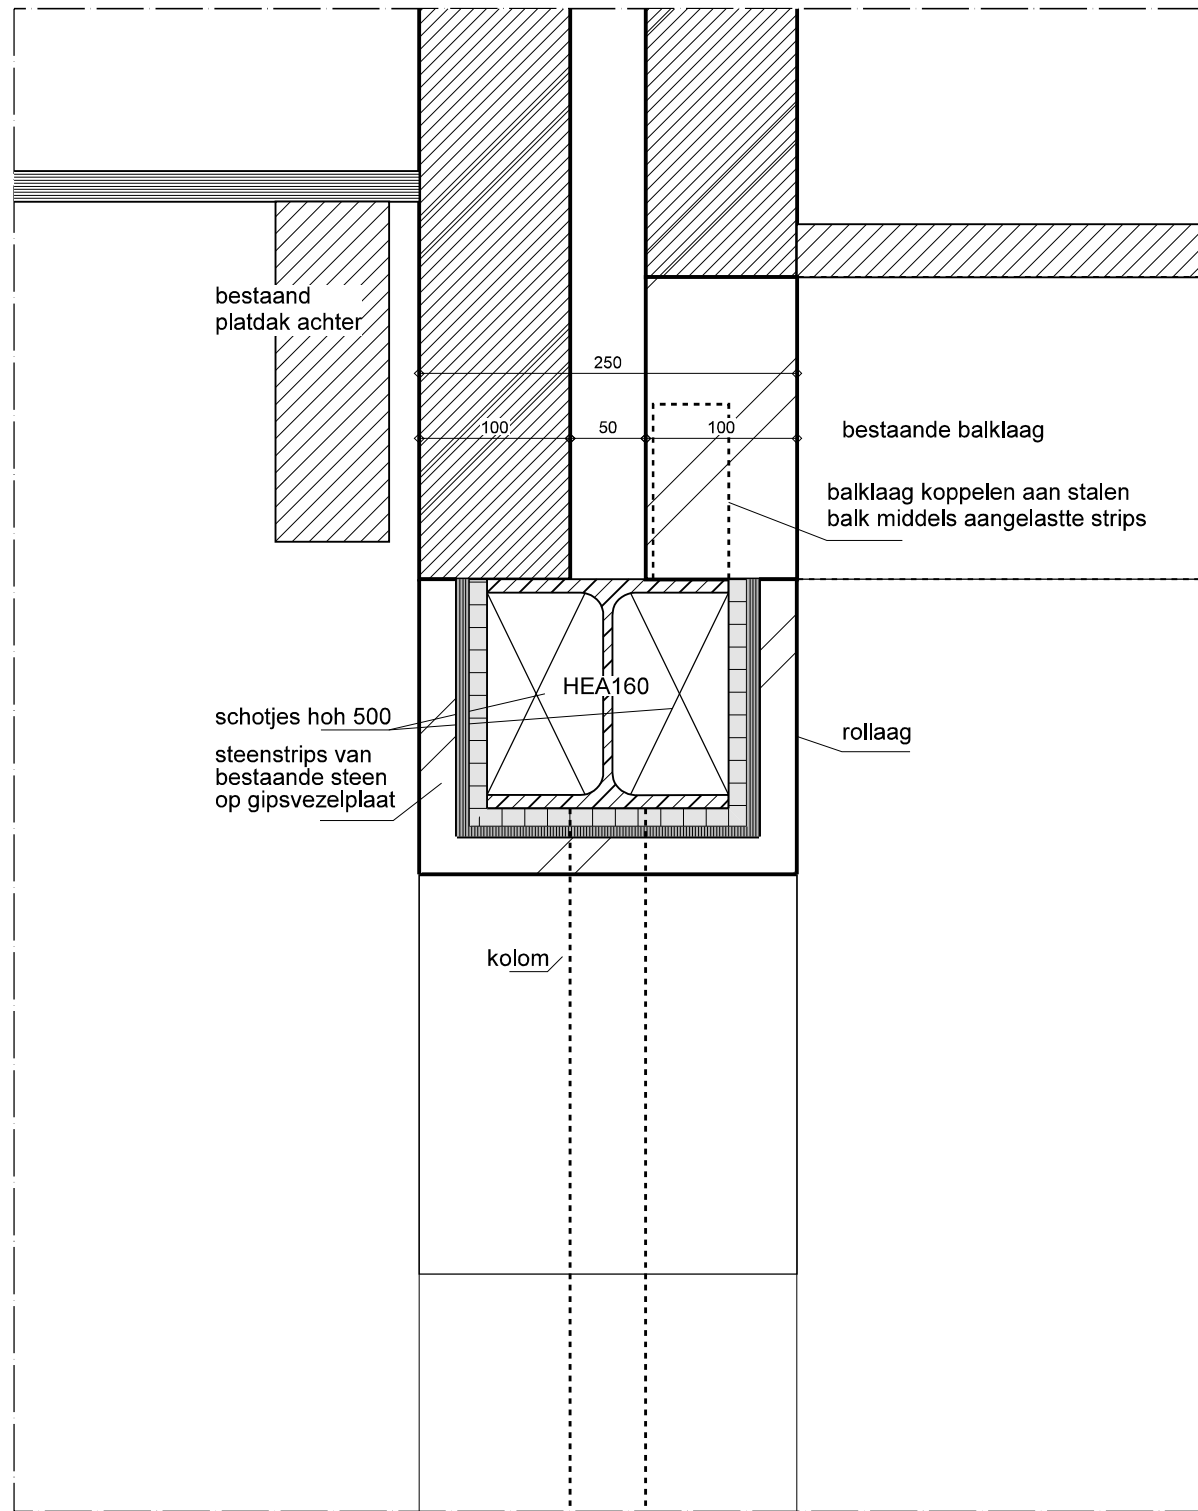 bestaand
platdak achter
250
100
50
100
bestaande balklaag
balklaag koppelen aan stalen
balk middels aangelastte strips
HEA160
schotjes hoh 500
rollaag
steenstrips van
bestaande steen
op gipsvezelplaat
kolom